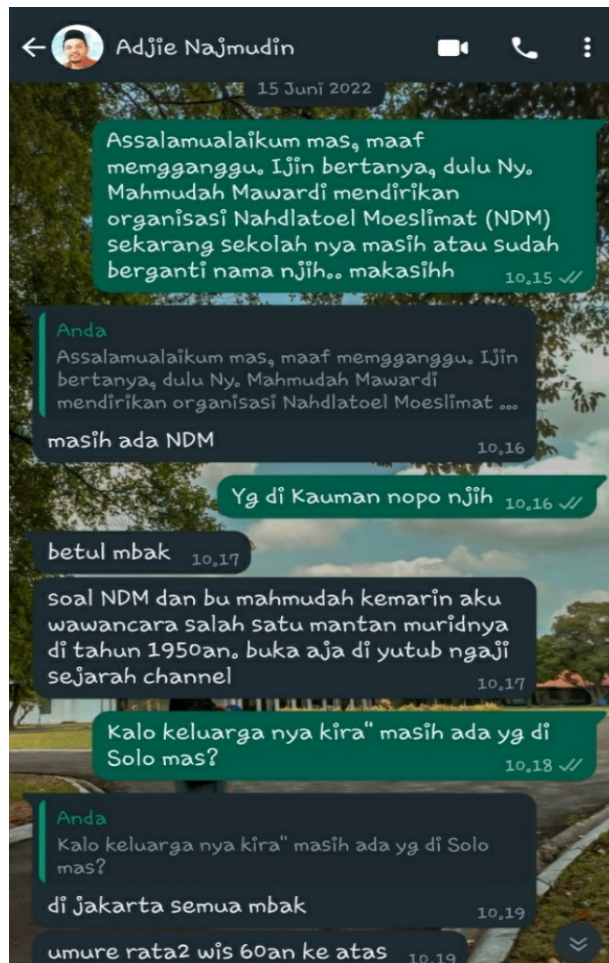 Adjie Najmudin
15 Juni 2022
Assalamualaikum mas, maaf
memgganggu. Ijin bertanya, dulu Ny.
Mahmudah Mawardi mendirikan
organisasi Nahdlatoel Moeslimat (NDM)
sekarang sekolah nya masih atau sudah
berganti nama njih.. makasihh 10.15
Anda
Assalamualaikum mas, maaf memgganggu. Ijin
bertanya, dulu Ny. Mahmudah Mawardi
mendirikan organisasi Nahdlatoel Moeslimat ...
masih ada NDM 10.16
Yg di Kauman nopo njih 10.16
betul mbak 10.17
soal NDM dan bu mahmudah kemarin aku
wawancara salah satu mantan muridnya
di tahun 1950an. buka aja di yutub ngaji
sejarah channel 10.17
Kalo keluarga nya kira" masih ada yg di
Solo mas? 10.18
Anda
Kalo keluarga nya kira" masih ada yg di Solo
mas?
di jakarta semua mbak 10.19
umure rata2 wis 60an ke atas 10.19